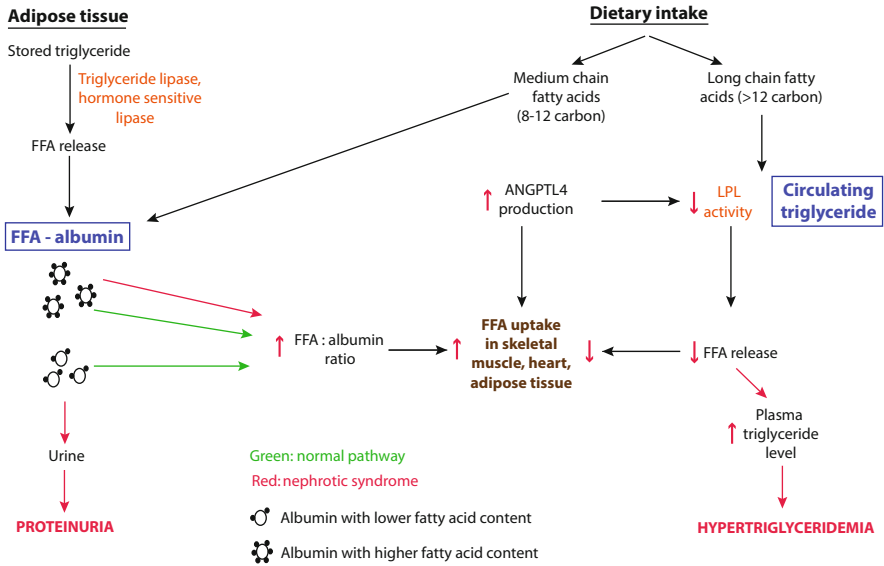 Adipose tissue
Stored triglyceride
Triglyceride lipase,
hormone sensitive
lipase
FFA release
FFA - albumin
Dietary intake
Medium chain
fatty acids
(8-12 carbon)
Long chain fatty
acids (>12 carbon)
ANGPTL4
production
LPL
activity
Circulating
triglyceride
FFA : albumin
ratio
FFA uptake
in skeletal
muscle, heart,
adipose tissue
FFA release
Plasma
triglyceride
level
Urine
PROTEINURIA
HYPERTRIGLYCERIDEMIA
Green: normal pathway
Red: nephrotic syndrome
Albumin with lower fatty acid content
Albumin with higher fatty acid content